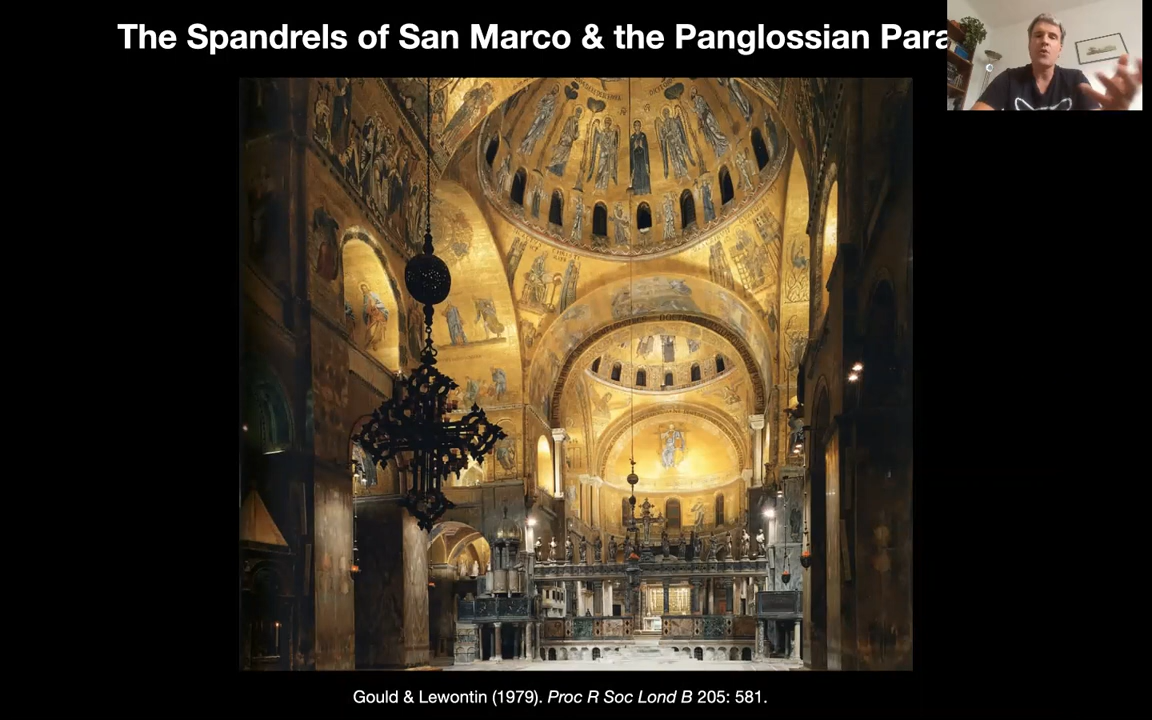 The Spandrels of San Marco & the Panglossian Para
Gould & Lewontin (1979). Proc R Soc Lond B 205: 581.